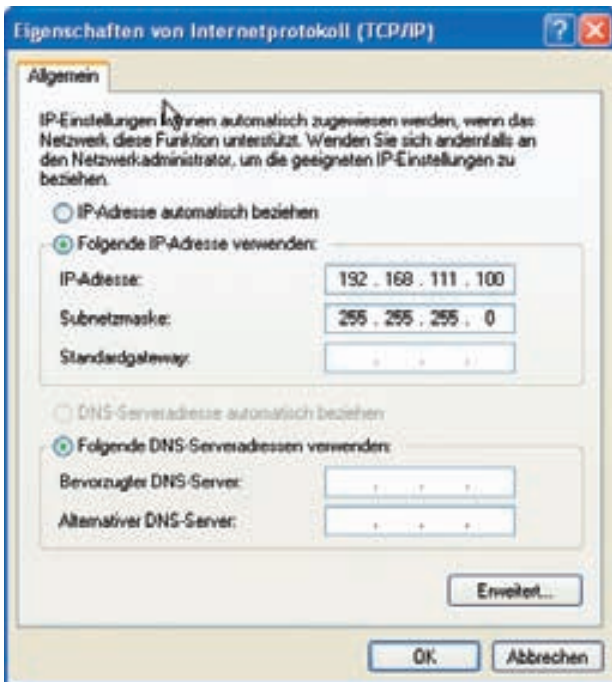 Eigenschaften von Internetprotokoll (TCP/IP)
Allgemein
IP-Einstellungen können automatisch zugewiesen werden, wenn das
Netzwerk diese Funktion unterstützt. Wenden Sie sich andernfalls an
den Netzwerkadministrator, um die geeigneten IP-Einstellungen zu
beziehen.
IP-Adresse automatisch beziehen
Folgende IP-Adresse verwenden:
IP-Adresse: 192 . 168 . 111 . 100
Subnetzmaske: 255 . 255 . 255 . 0
Standardgateway: . . .
DNS-Serveradresse automatisch beziehen
Folgende DNS-Serveradressen verwenden:
Bevorzugter DNS-Server: . . .
Alternativer DNS-Server: . . .
Erweitert...
OK Abbrechen